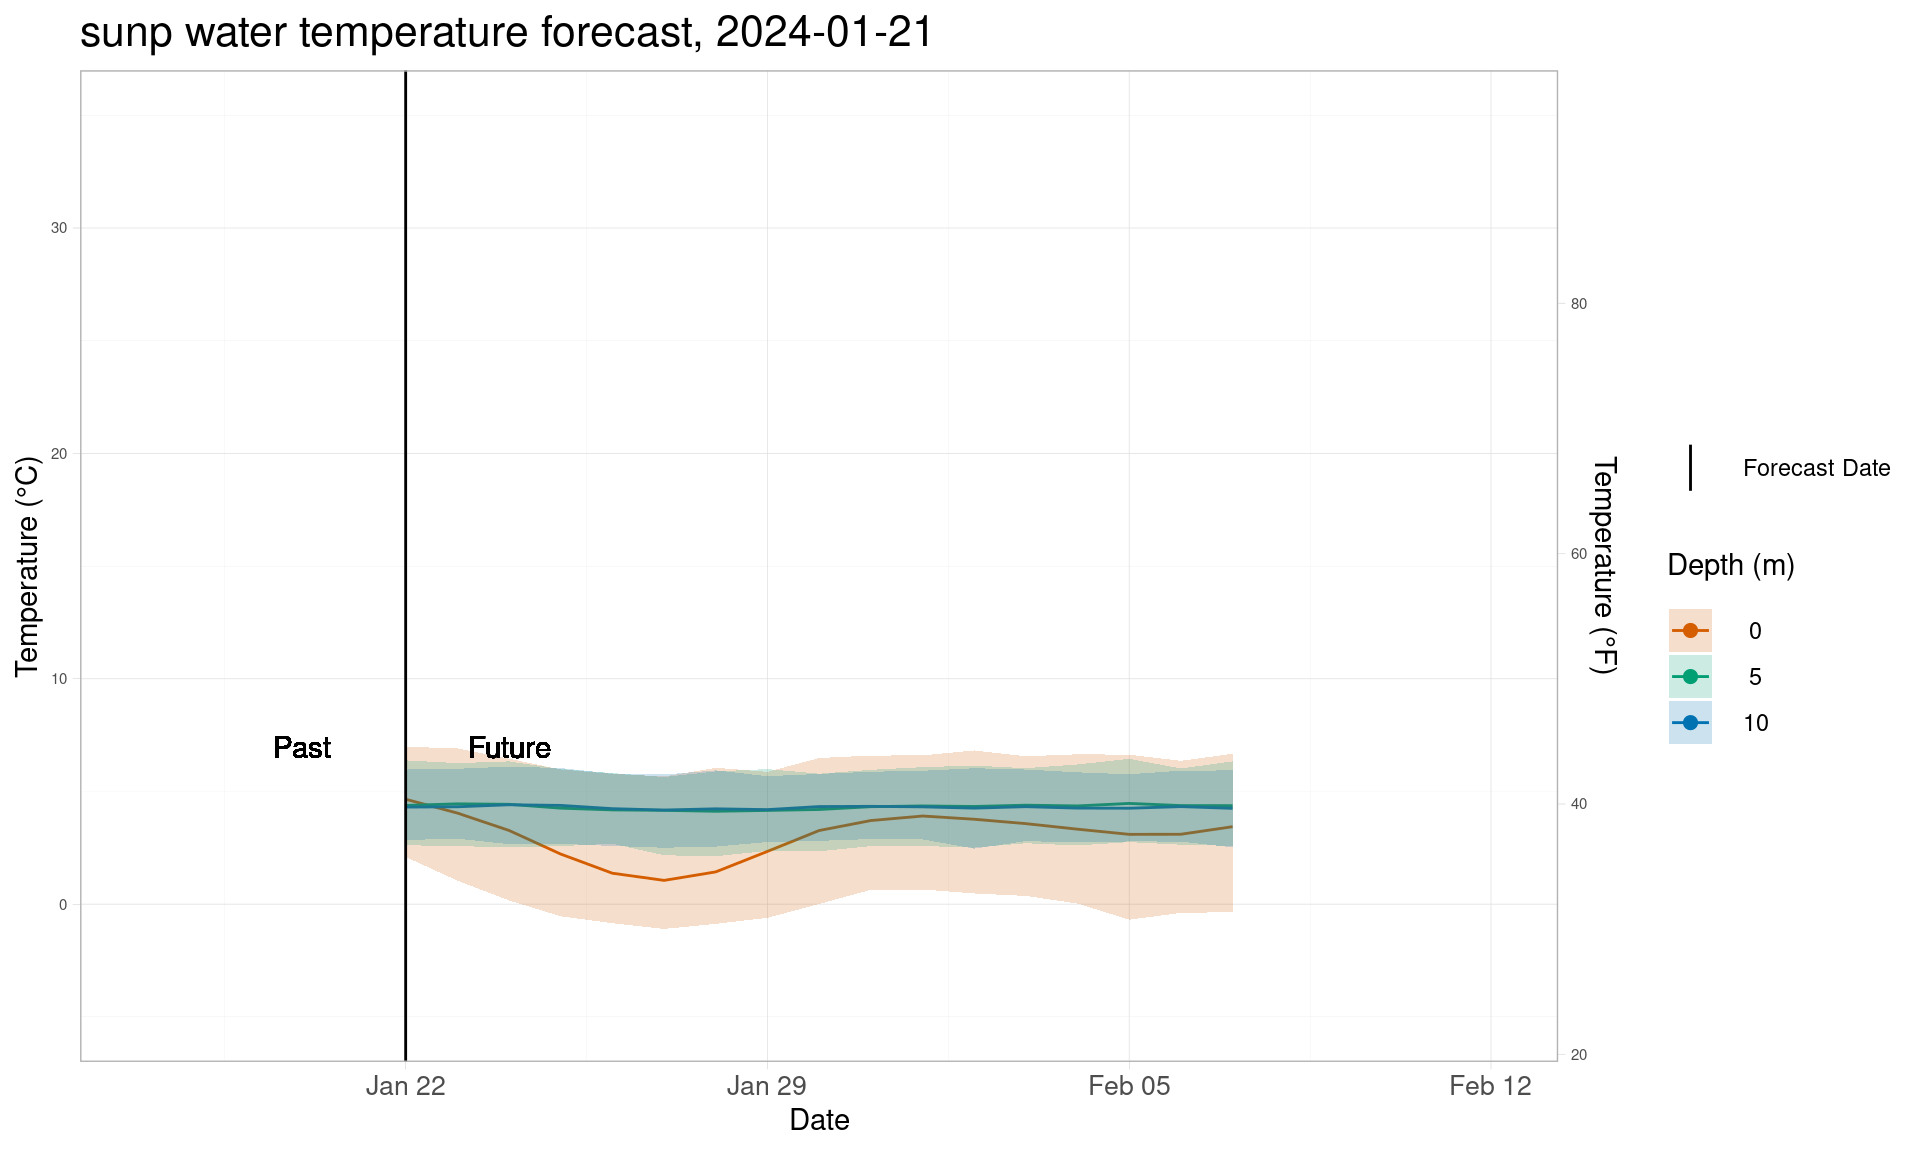 sunp water temperature forecast, 2024-01-21
Temperature (°C)
30
20
10
0
Past
Future
80
60
40
20
Temperature (°F)
Jan 22
Jan 29
Feb 05
Feb 12
Date
Forecast Date
Depth (m)
0
5
10